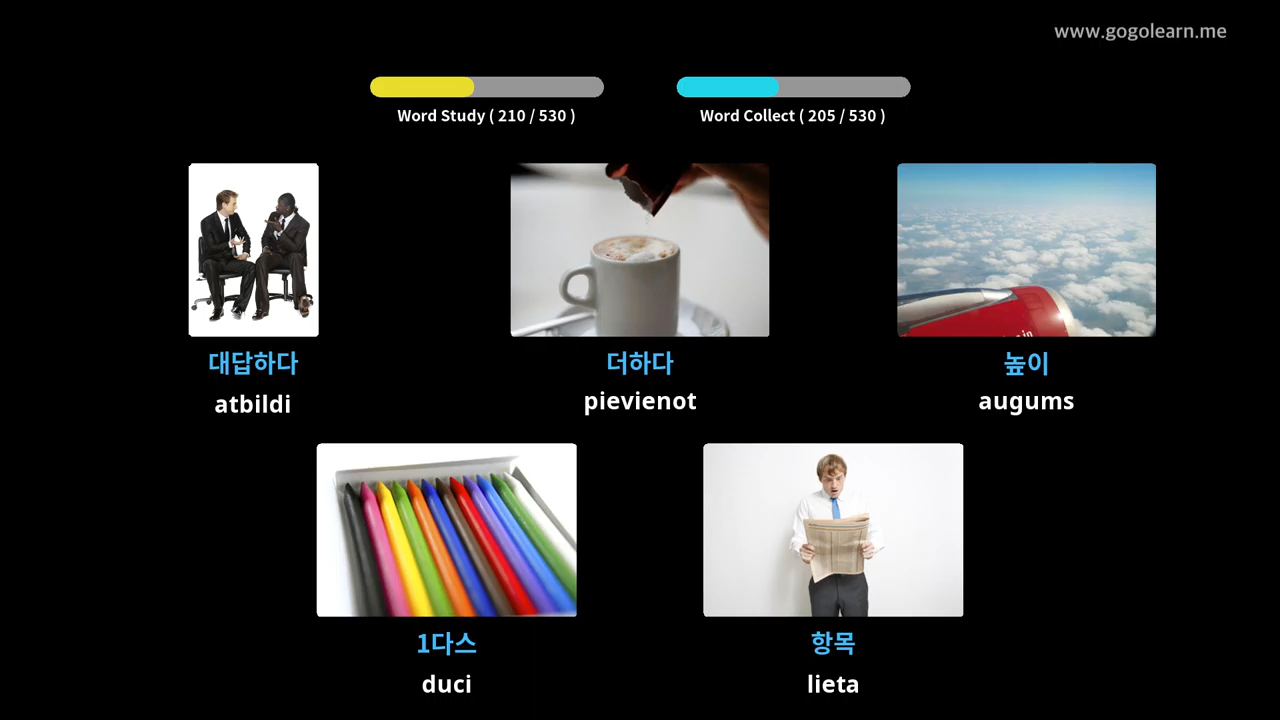 www.gogolearn.me
Word Study ( 210 / 530 )
Word Collect ( 205 / 530 )
대답하다
atbildi
더하다
pievienot
높이
augums
1다스
duci
항목
lieta